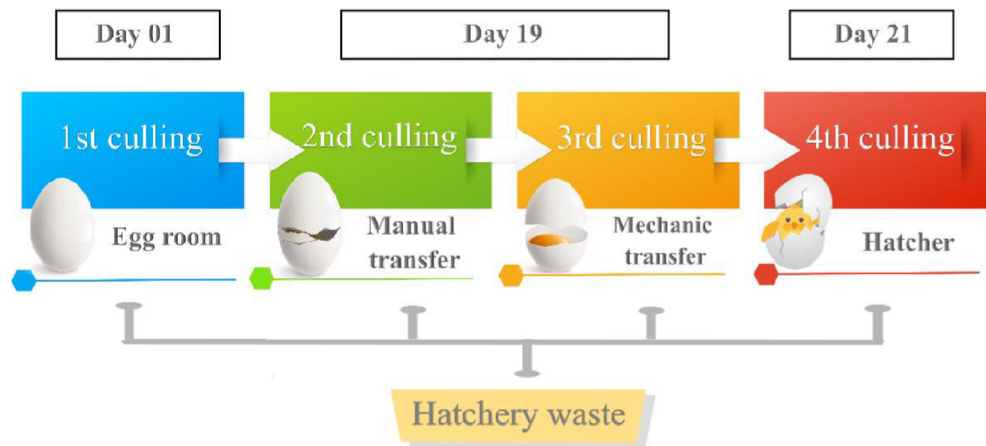 Day 01
Day 19
Day 21
1st culling
2nd culling
3rd culling
4th culling
Egg room
Manual
transfer
Mechanic
transfer
Hatcher
Hatchery waste